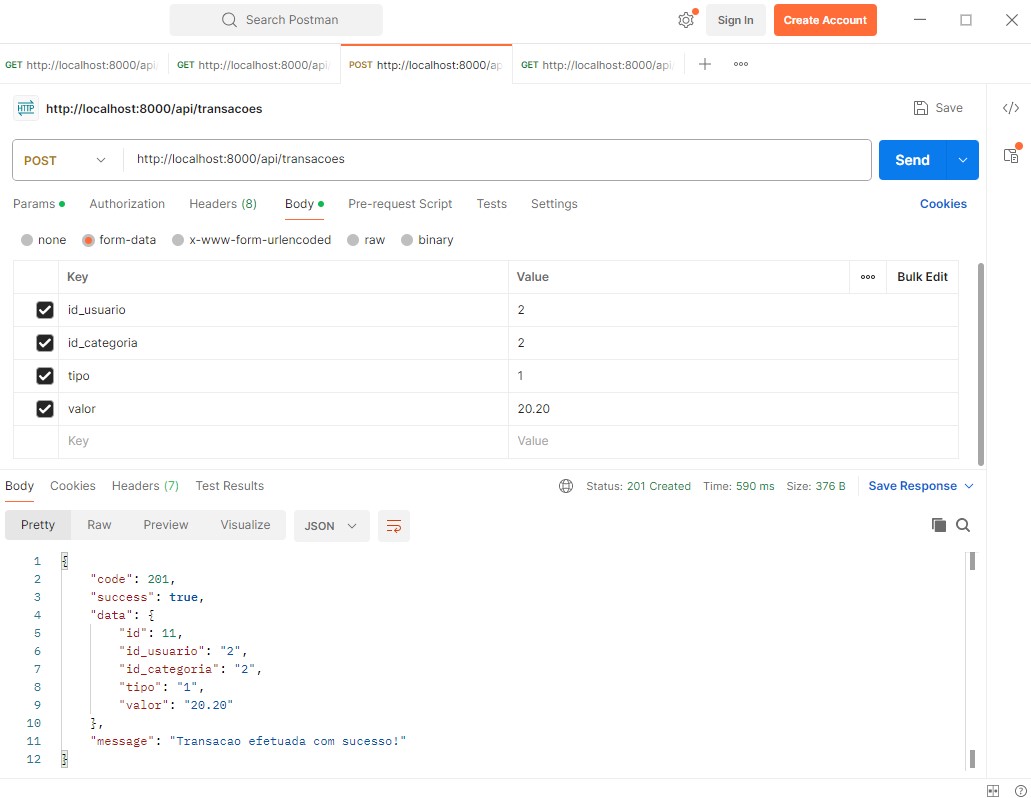 Search Postman
Sign In
Create Account
GET http://localhost:8000/api/
GET http://localhost:8000/api/
POST http://localhost:8000/ap
GET http://localhost:8000/api/
HTTP http://localhost:8000/api/transacoes
Save
POST http://localhost:8000/api/transacoes
Send
Params Authorization Headers (8) Body Pre-request Script Tests Settings Cookies
none form-data x-www-form-urlencoded raw binary
Key Value Bulk Edit
id_usuario 2
id_categoria 2
tipo 1
valor 20.20
Key Value
Body Cookies Headers (7) Test Results Status: 201 Created Time: 590 ms Size: 376 B Save Response
Pretty Raw Preview Visualize JSON
1 {
2 "code": 201,
3 "success": true,
4 "data": {
5 "id": 11,
6 "id_usuario": "2",
7 "id_categoria": "2",
8 "tipo": "1",
9 "valor": "20.20"
10 },
11 "message": "Transacao efetuada com sucesso!"
12 }